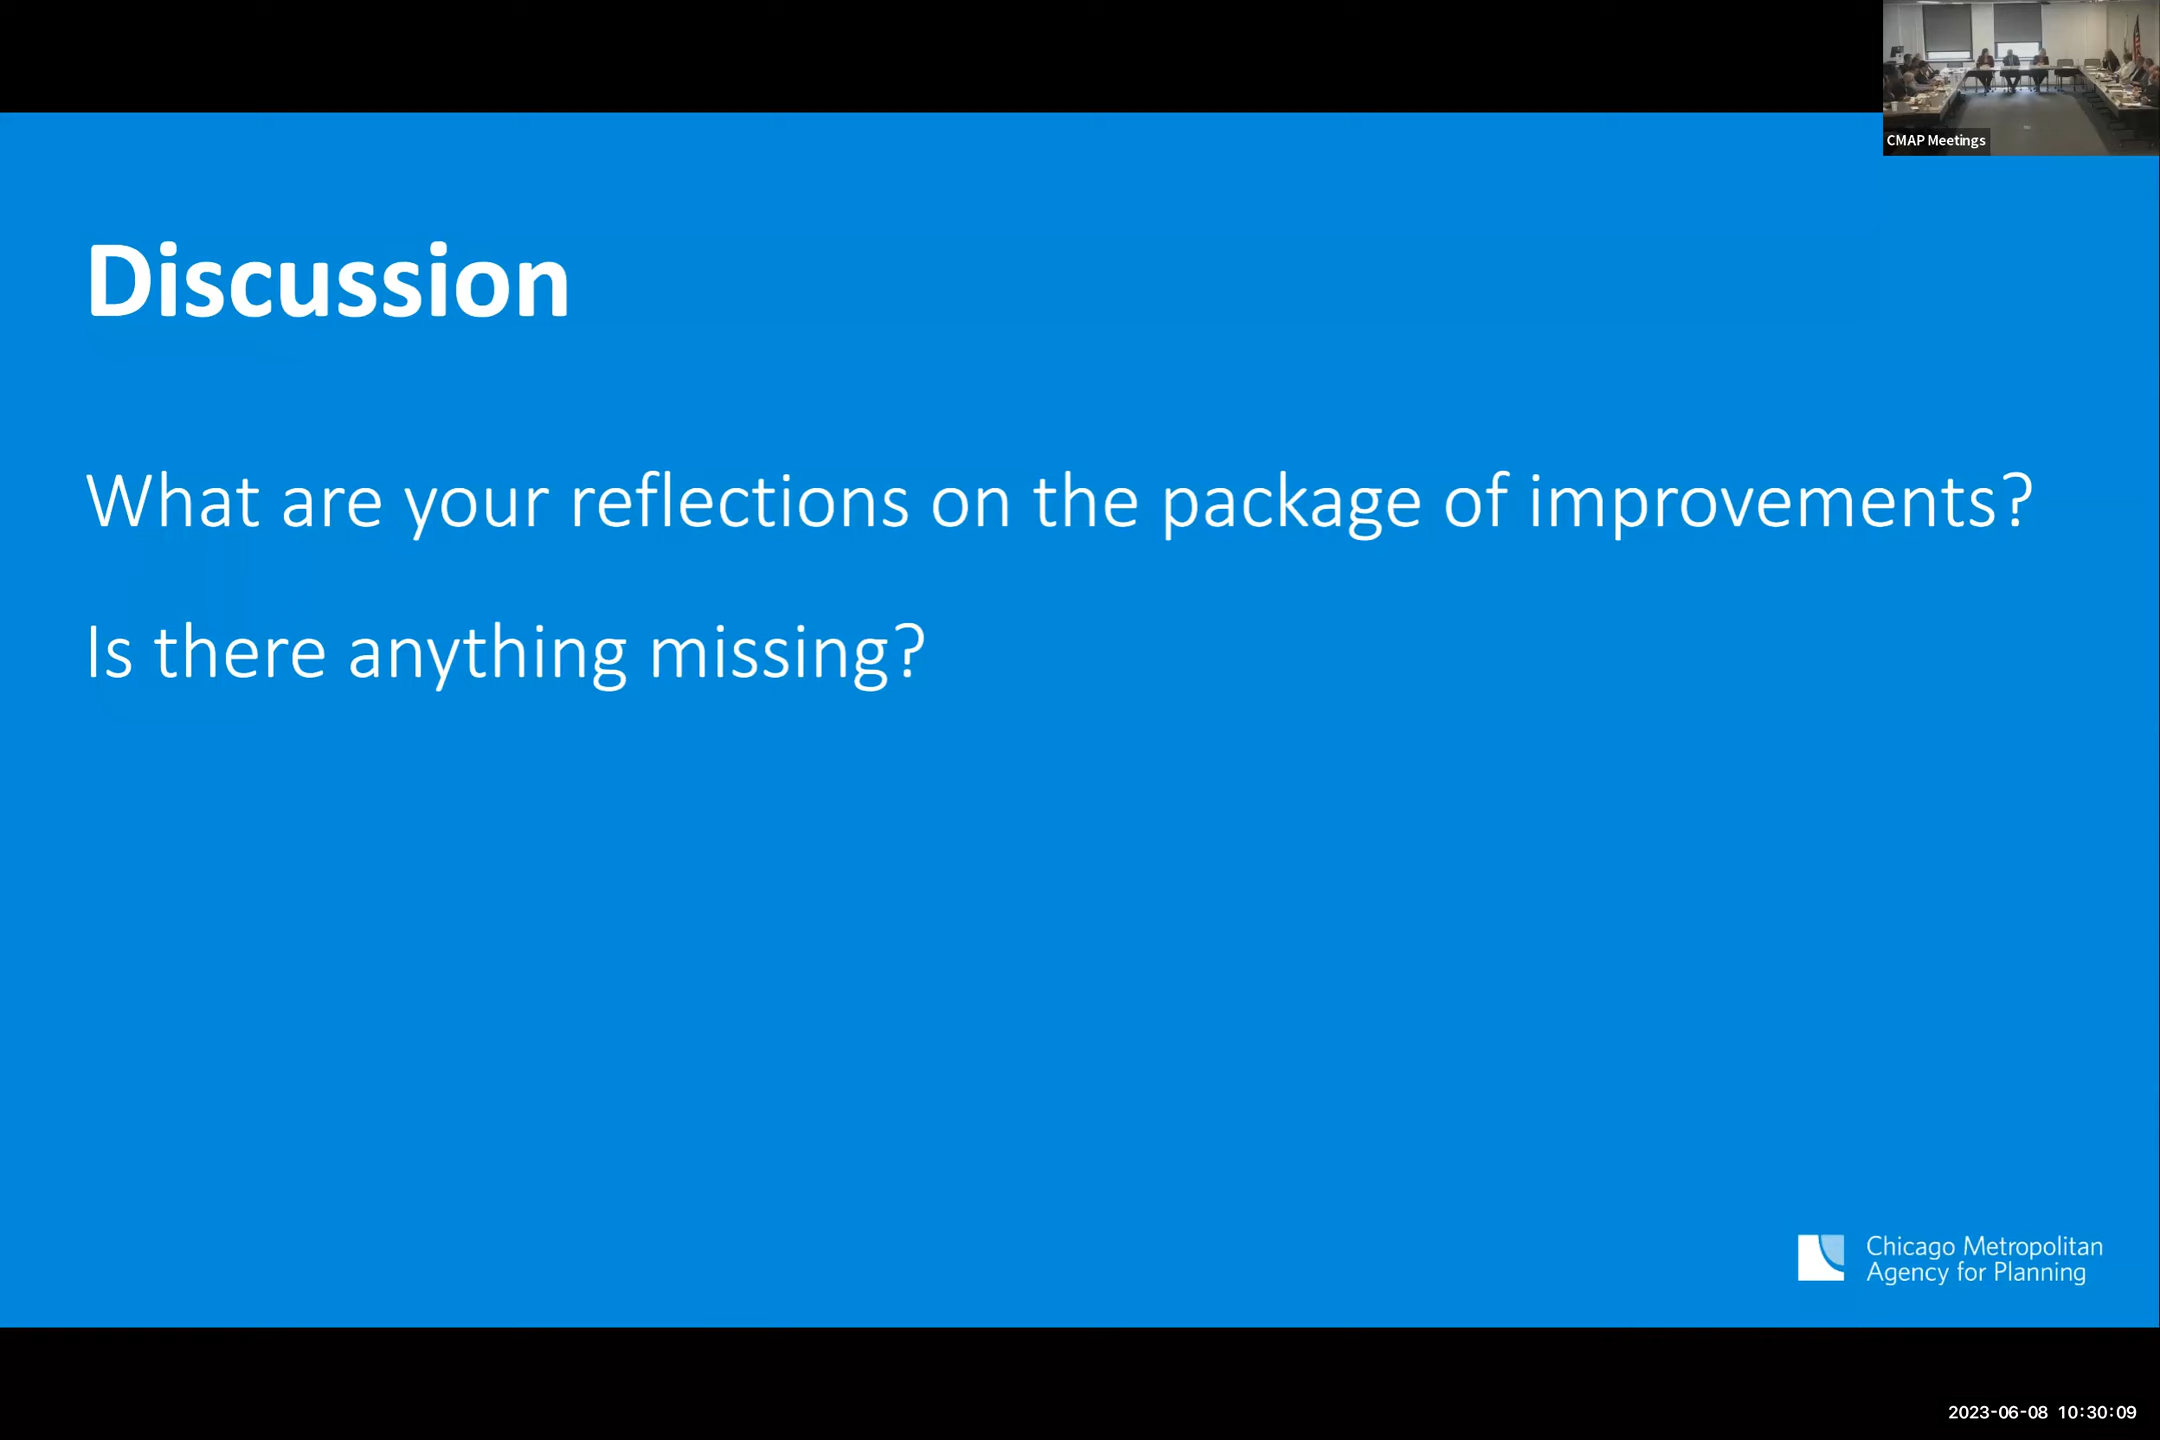 CMAP Meetings
Discussion
What are your reflections on the package of improvements?
Is there anything missing?
Chicago Metropolitan
Agency for Planning
2023-06-08 10:30:09